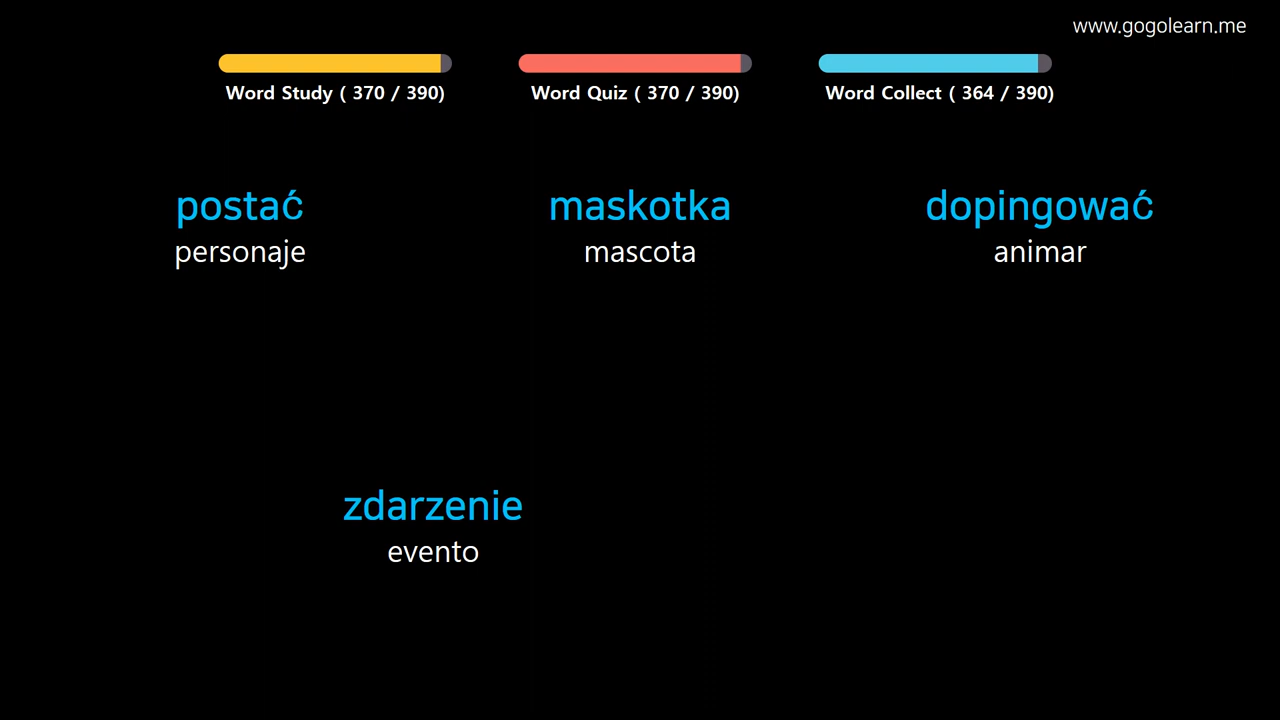 www.gogolearn.me
Word Study ( 370 / 390)
Word Quiz ( 370 / 390)
Word Collect ( 364 / 390)
postać
personaje
maskotka
mascota
dopingować
animar
zdarzenie
evento